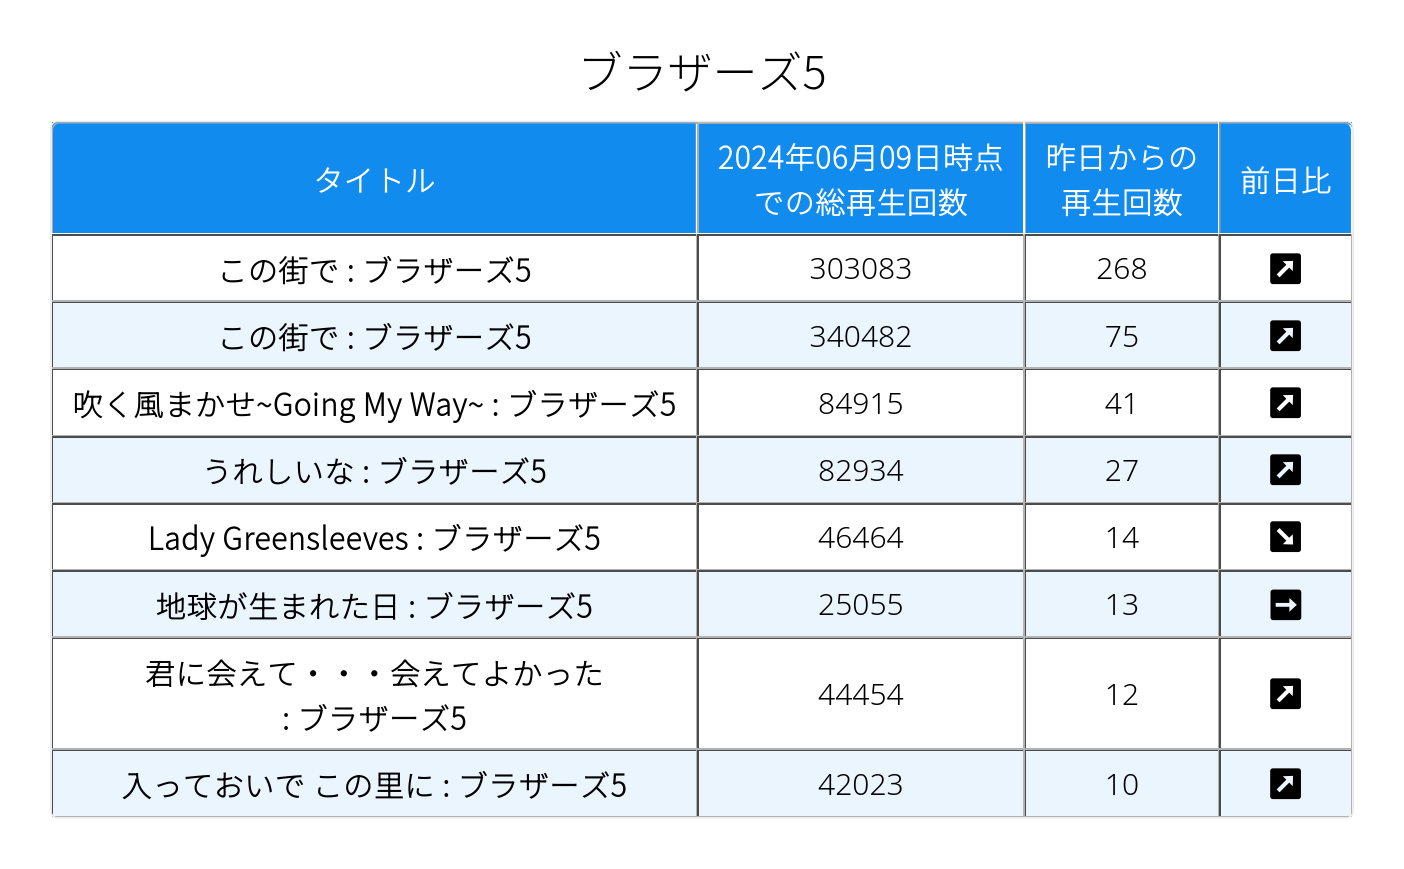 ブラザーズ5
タイトル
2024年06月09日時点
での総再生回数
昨日からの
再生回数
前日比
この街で : ブラザーズ5
303083
268
この街で : ブラザーズ5
340482
75
吹く風まかせ~Going My Way~ : ブラザーズ5
84915
41
うれしいな : ブラザーズ5
82934
27
Lady Greensleeves : ブラザーズ5
46464
14
地球が生まれた日 : ブラザーズ5
25055
13
君に会えて・・・会えてよかった
: ブラザーズ5
44454
12
入っておいで この里に : ブラザーズ5
42023
10